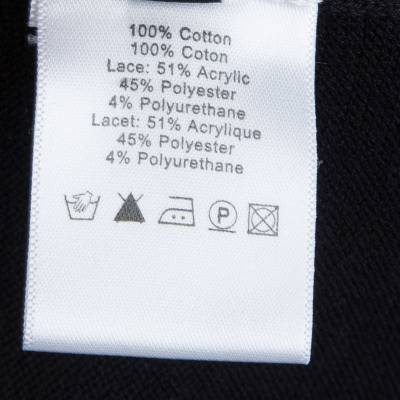 100% Cotton
100% Coton
Lace: 51% Acrylic
45% Polyester
4% Polyurethane
Lacet: 51% Acrylique
45% Polyester
4% Polyurethane
P